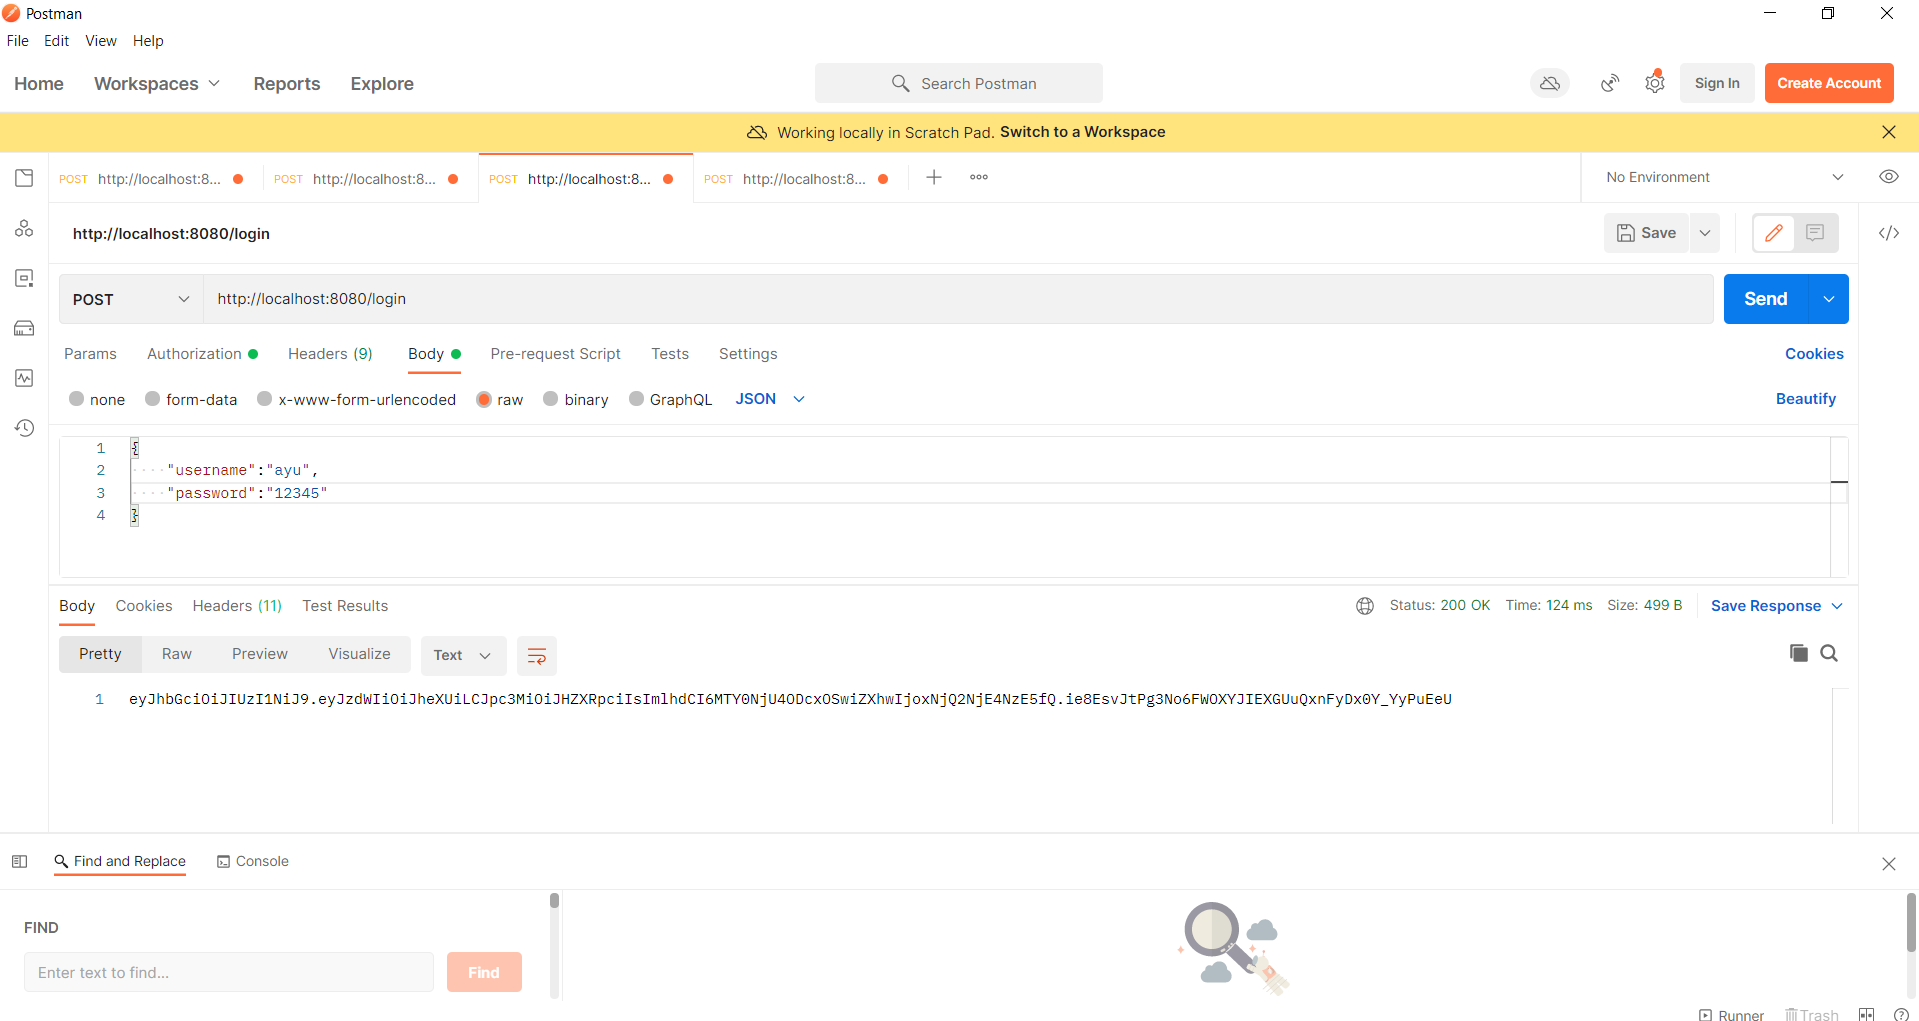 Postman
File Edit View Help
Home Workspaces Reports Explore Search Postman Sign In Create Account
Working locally in Scratch Pad. Switch to a Workspace
POST http://localhost:8... POST http://localhost:8... POST http://localhost:8... POST http://localhost:8... No Environment
http://localhost:8080/login Save
POST http://localhost:8080/login Send
Params Authorization Headers (9) Body Pre-request Script Tests Settings Cookies
none form-data x-www-form-urlencoded raw binary GraphQL JSON Beautify
1 {
2 "username":"ayu",
3 "password":"12345"
4 }
Body Cookies Headers (11) Test Results Status: 200 OK Time: 124 ms Size: 499 B Save Response
Pretty Raw Preview Visualize Text
1 eyJhbGciOiJIUzI1NiJ9.eyJzdWIiOiJheXUiLCJpc3MiOiJHZXRpciIsImlhdCI6MTY0NjU4ODcxOSwiZXhwIjoxNjQ2NjE4NzE5fQ.ie8EsvJtPg3No6FWOXYJIEXGUuQxnFyDx0Y_YyPuEeU
Find and Replace Console
FIND
Enter text to find... Find
Runner Trash